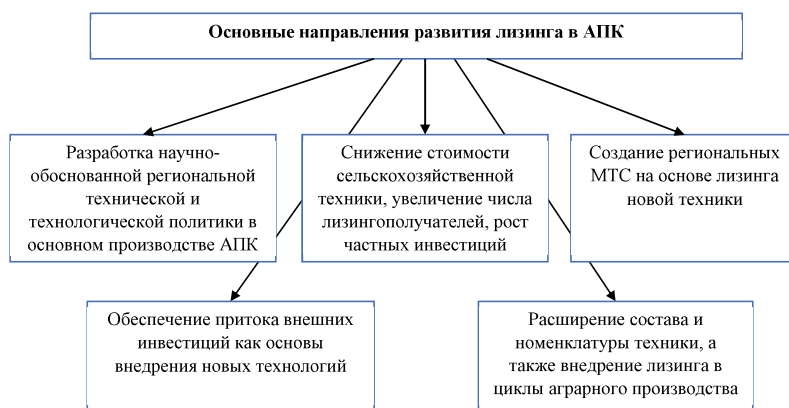 Основные направления развития лизинга в АПК
Разработка научно-
обоснованной региональной
технической и
технологической политики в
основном производстве АПК
Снижение стоимости
сельскохозяйственной
техники, увеличение числа
лизингополучателей, рост
частных инвестиций
Создание региональных
МТС на основе лизинга
новой техники
Обеспечение притока внешних
инвестиций как основы
внедрения новых технологий
Расширение состава и
номенклатуры техники, а
также внедрение лизинга в
циклы аграрного производства